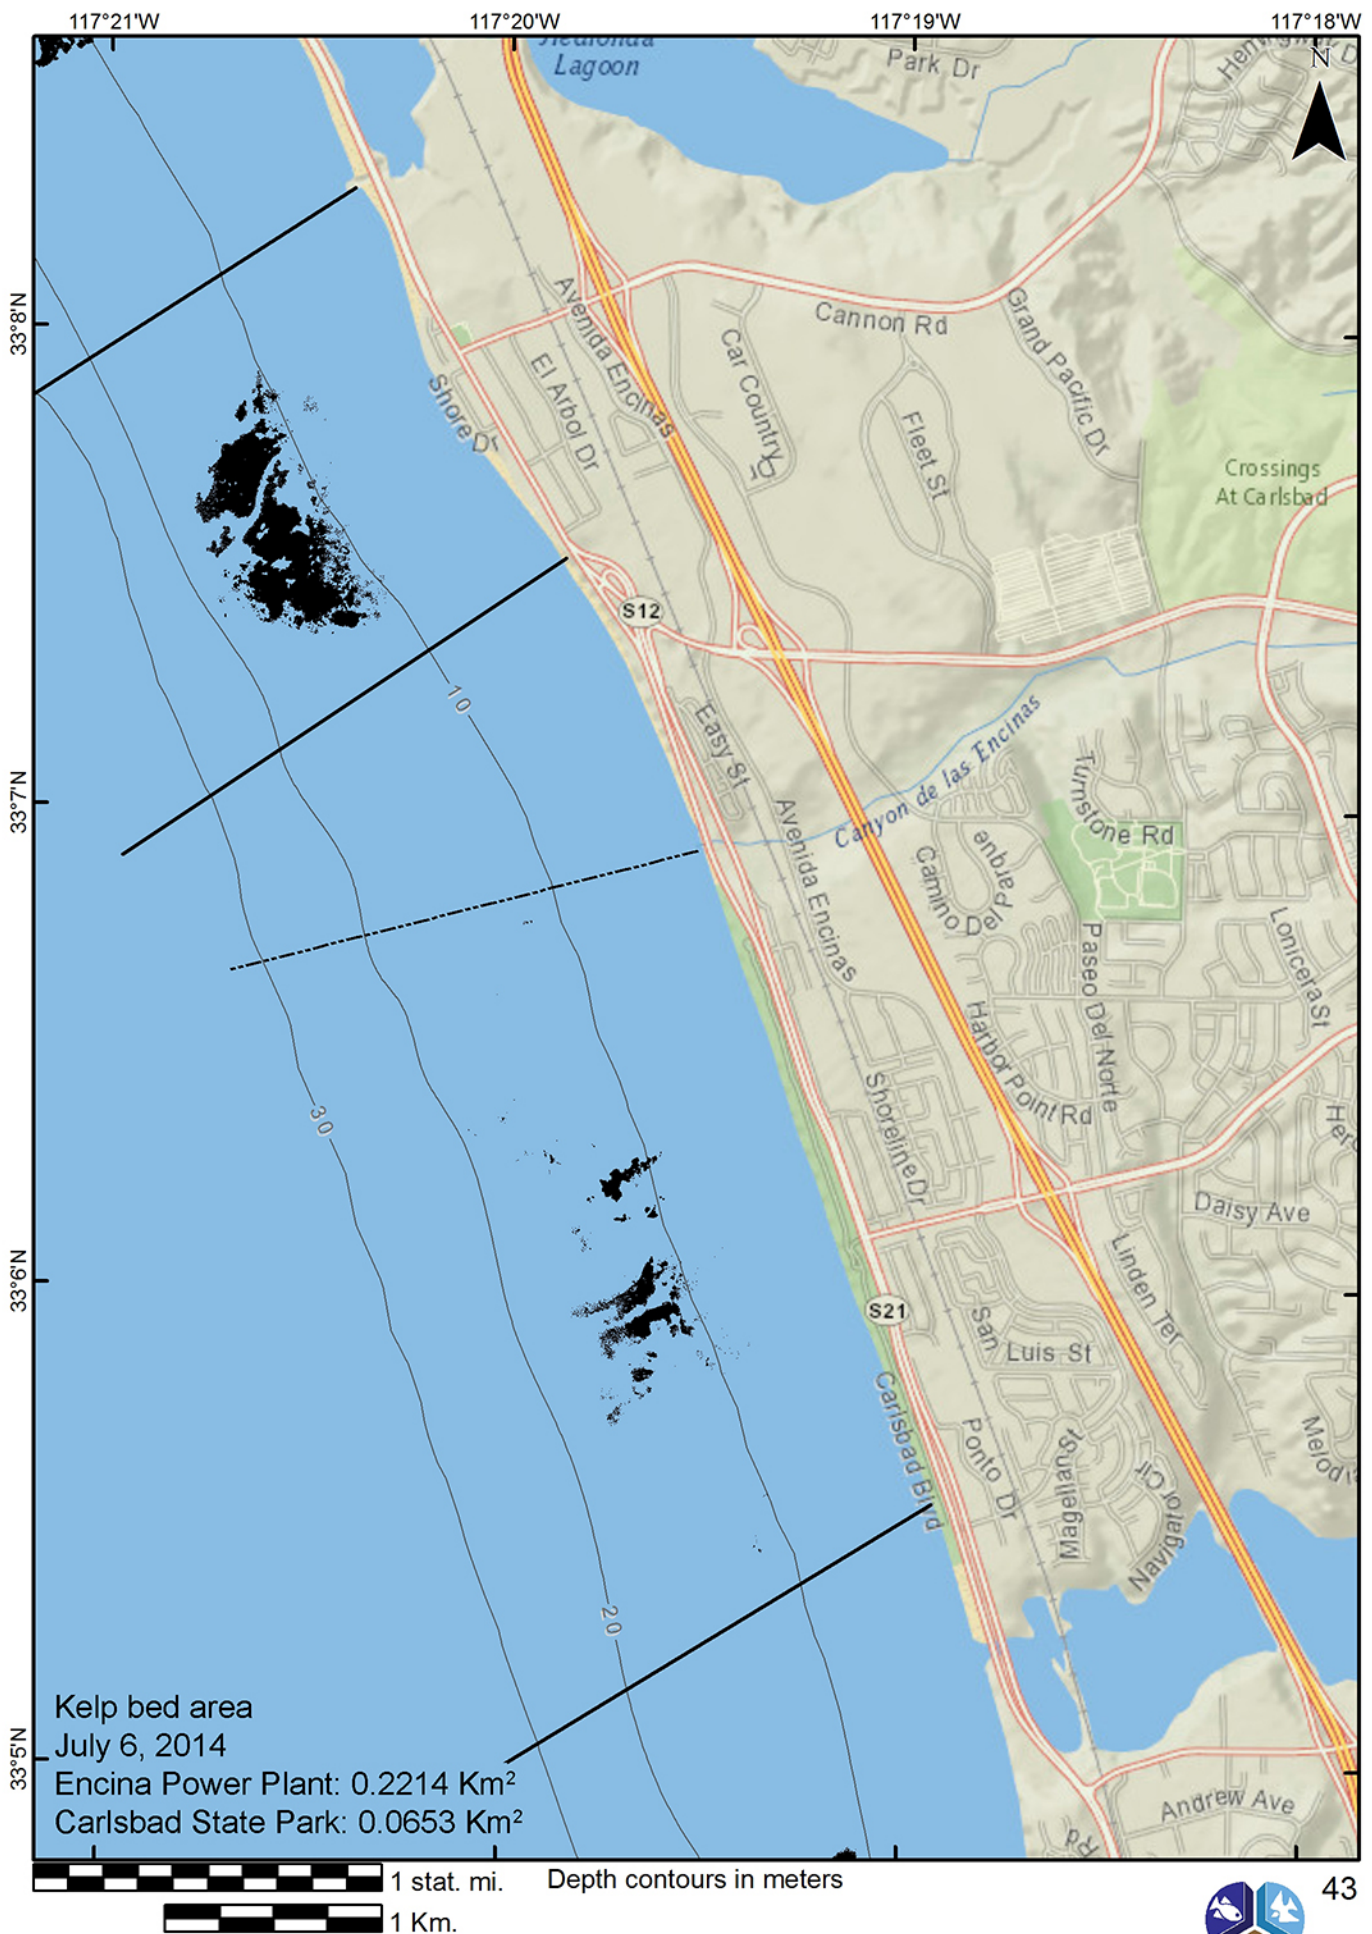 117°21'W
117°20'W
117°19'W
117°18'W
Hedionda
Lagoon
Park Dr
N
33°8'N
Cannon Rd
Avenida Encinas
Grand Pacific Dr
Car Country
El Arbol Dr
Shore Dr
Fleet St
Crossings
At Carlsbad
S12
10
Easy St
Canyon de las Encinas
33°7'N
Turnstone Rd
Avenida Encinas
Camino Del Parque
Paseo Del Norte
Lonicera St
Harbor Point Rd
30
Shoreline Dr
Daisy Ave
33°6'N
Linden Ter
S21
San
Luis St
Carlsbad Blvd
Ponto Dr
Magellan St
Navigator Cir
20
Kelp bed area
July 6, 2014
Encina Power Plant: 0.2214 Km²
Carlsbad State Park: 0.0653 Km²
33°5'N
Andrew Ave
Rd
1 stat. mi.
Depth contours in meters
43
1 Km.